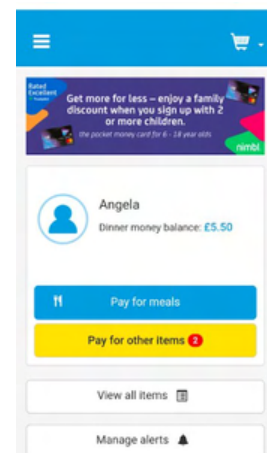 Rated
Excellent
Get more for less – enjoy a family
discount when you sign up with 2
or more children.
the pocket money card for 6 - 18 year olds
nimbl
Angela
Dinner money balance: £5.50
Pay for meals
Pay for other items 2
View all items
Manage alerts